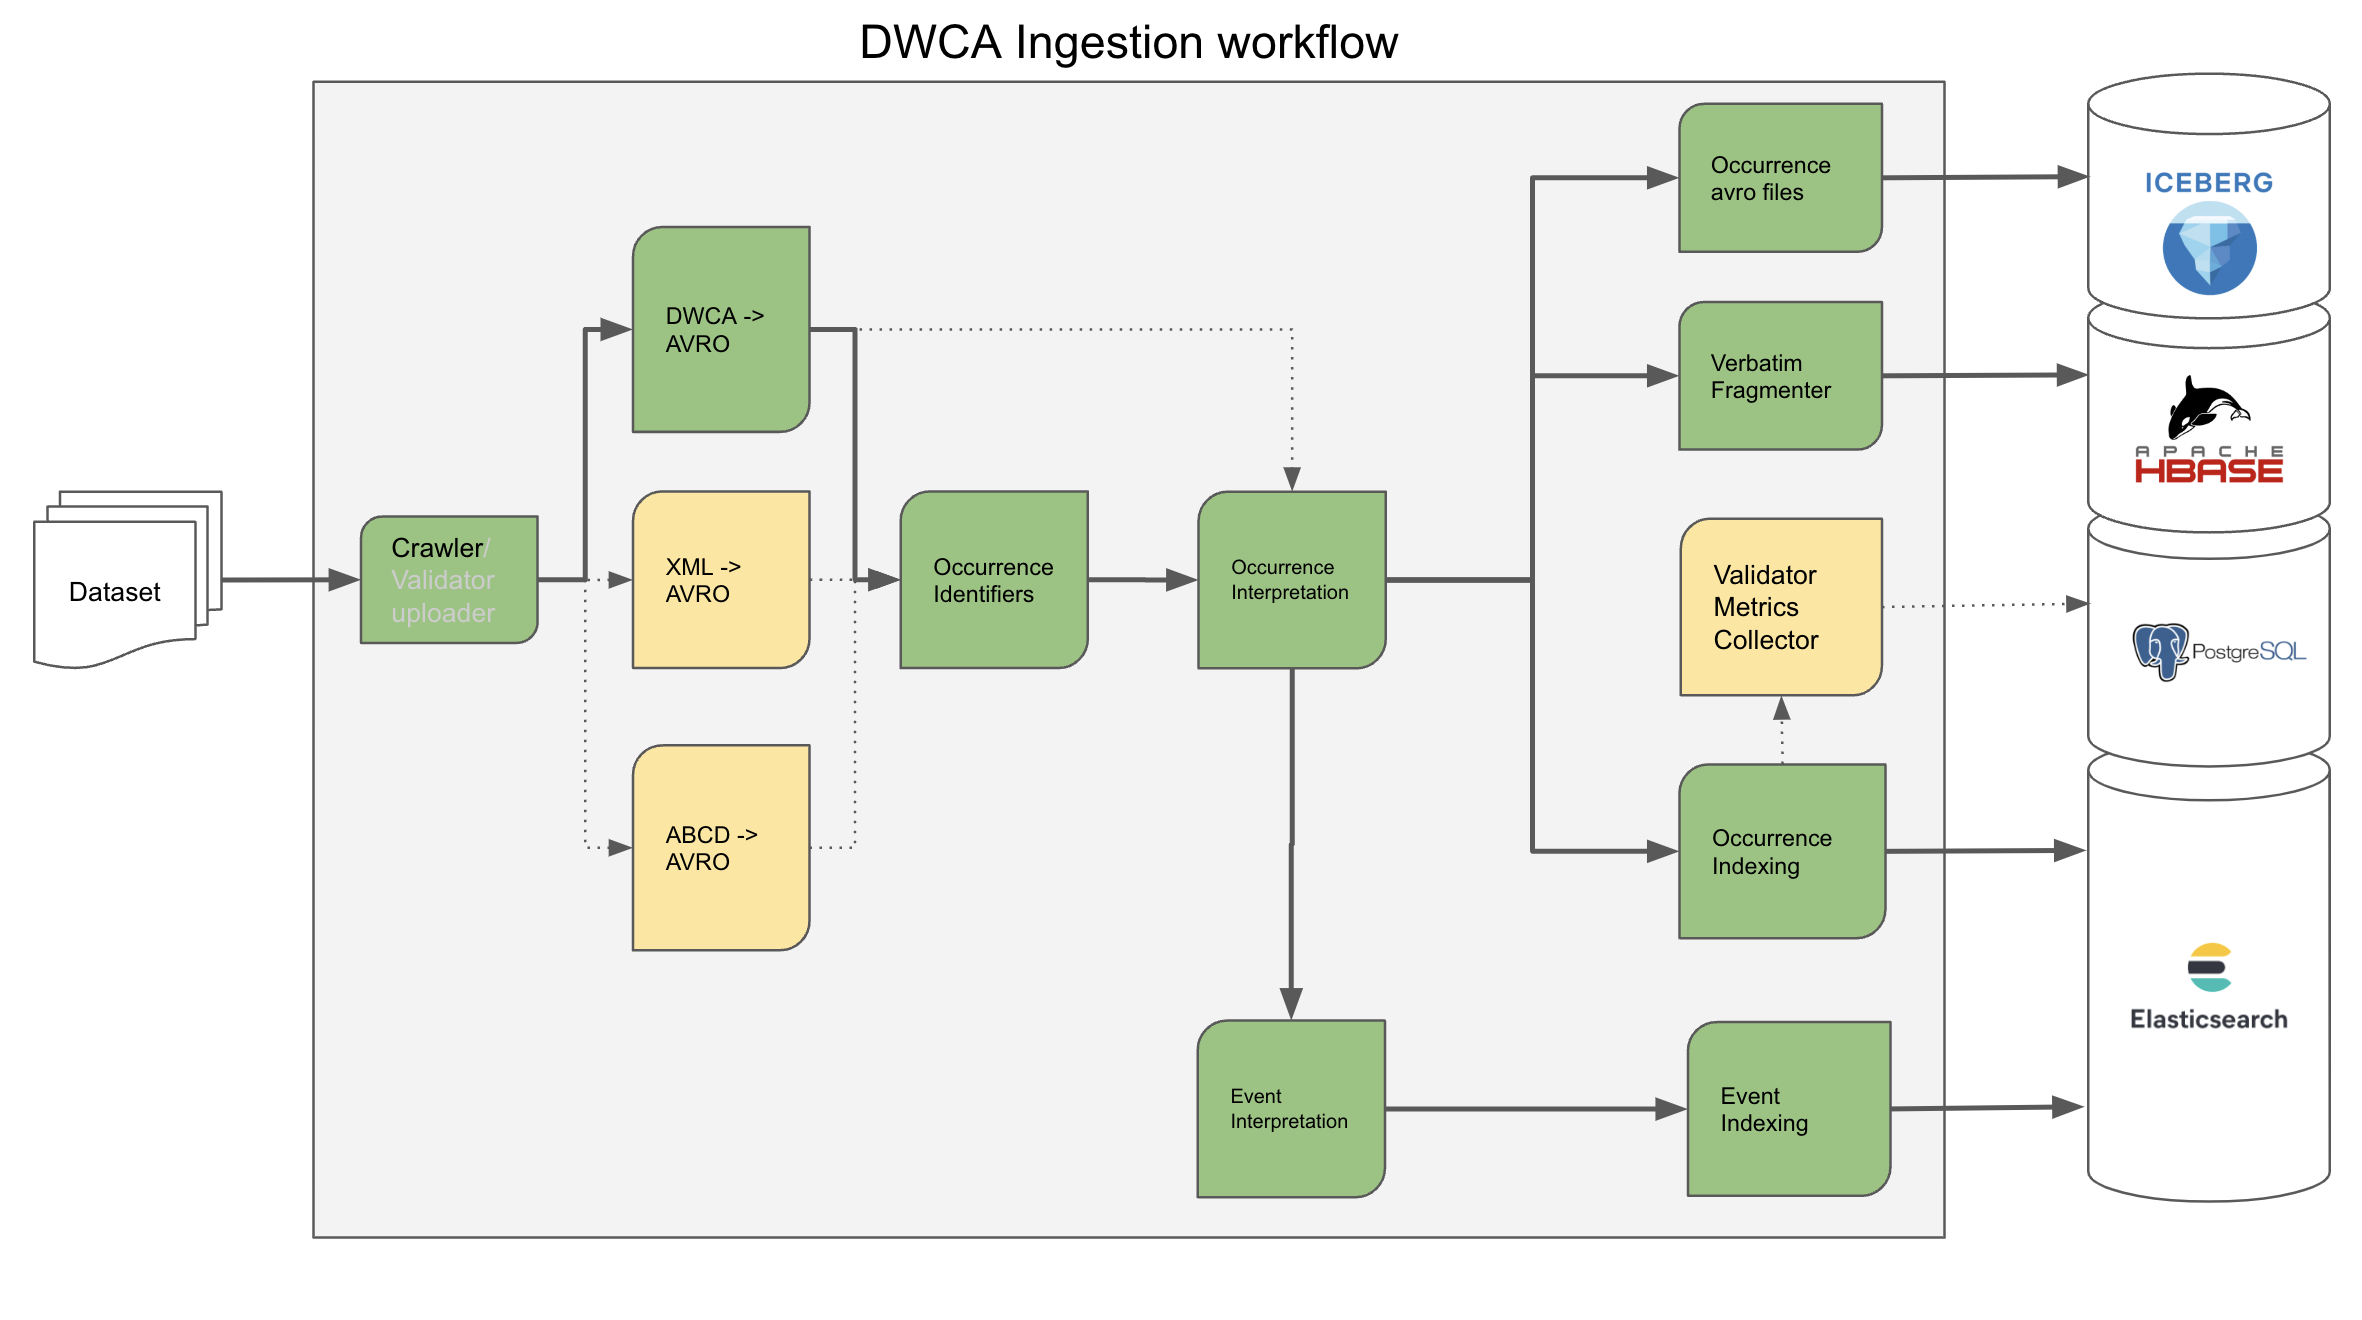 DWCA Ingestion workflow
Dataset
Crawler/
Validator
uploader
DWCA ->
AVRO
XML ->
AVRO
ABCD ->
AVRO
Occurrence
Identifiers
Occurrence
Interpretation
Event
Interpretation
Occurrence
avro files
Verbatim
Fragmenter
Validator
Metrics
Collector
Occurrence
Indexing
Event
Indexing
ICEBERG
APACHE
HBASE
PostgreSQL
Elasticsearch